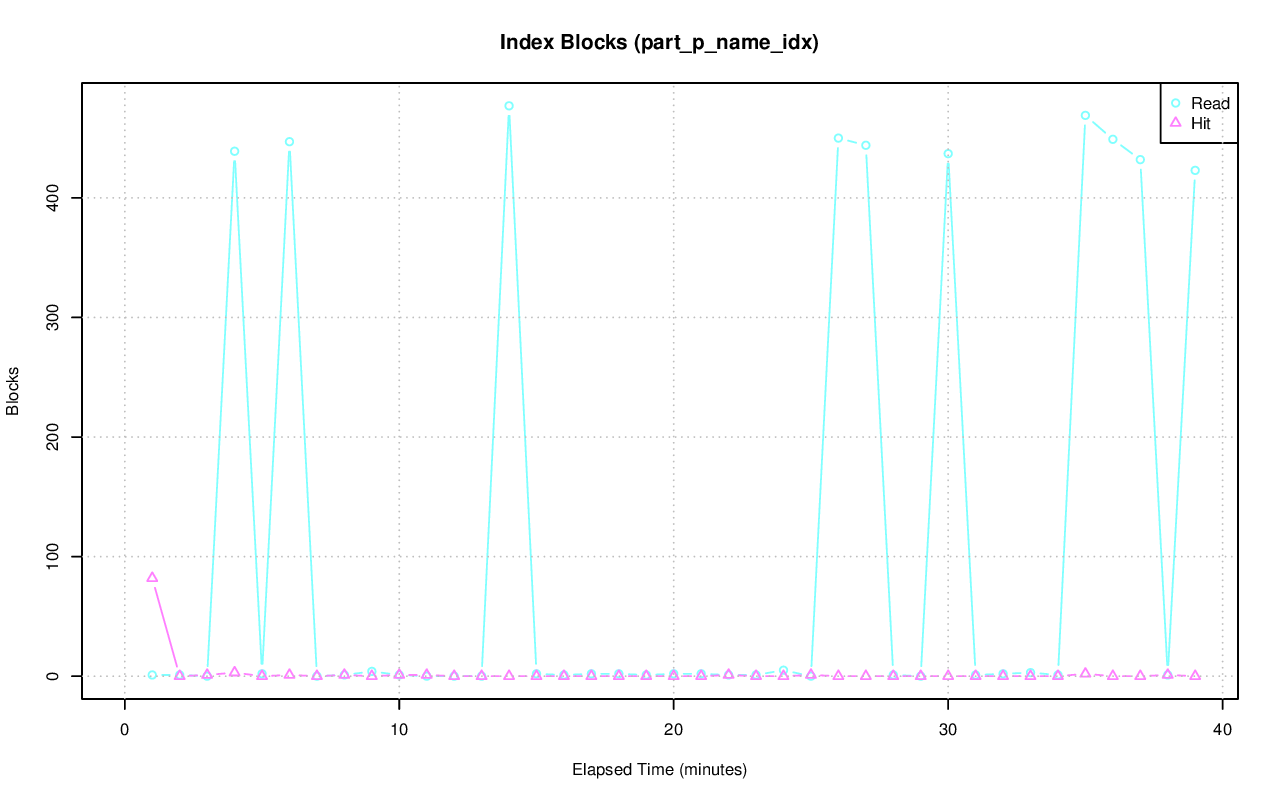 Index Blocks (part_p_name_idx)
Read
Hit
Blocks
400
300
200
100
0
0 10 20 30 40
Elapsed Time (minutes)